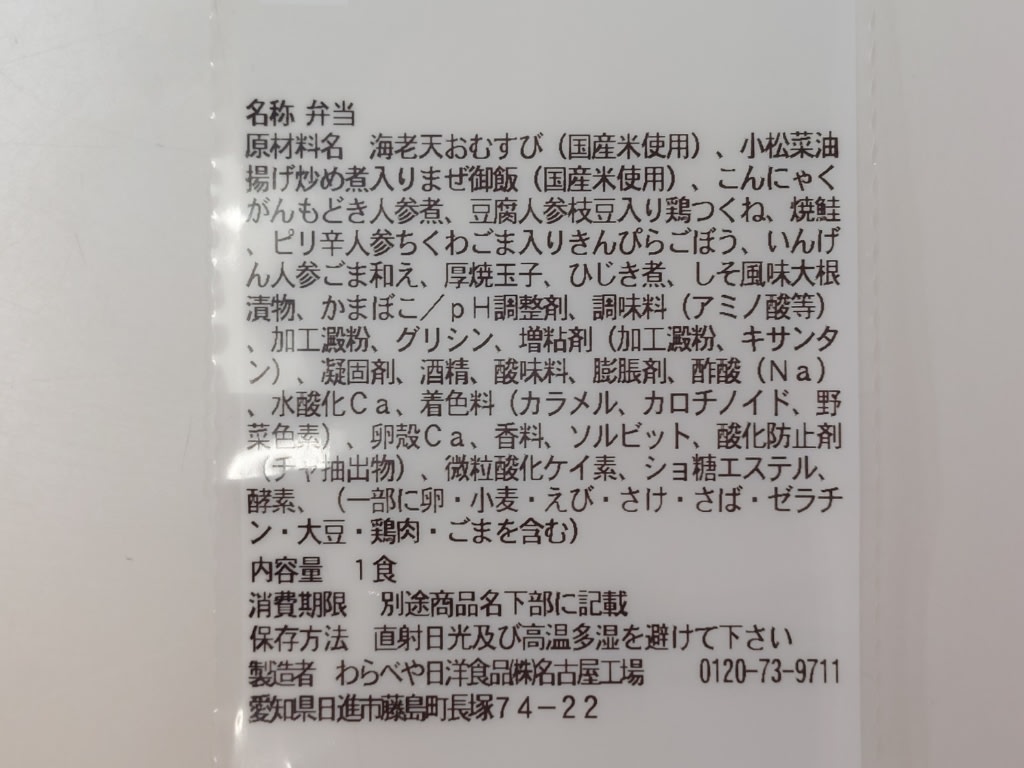 名称 弁当
原材料名　海老天おむすび（国産米使用）、小松菜油
揚げ炒め煮入りまぜ御飯（国産米使用）、こんにゃく
がんもどき人参煮、豆腐人参枝豆入り鶏つくね、焼鮭
、ピリ辛人参ちくわごま入りきんぴらごぼう、いんげ
ん人参ごま和え、厚焼玉子、ひじき煮、しそ風味大根
漬物、かまぼこ／ｐＨ調整剤、調味料（アミノ酸等）
、加工澱粉、グリシン、増粘剤（加工澱粉、キサンタ
ン）、凝固剤、酒精、酸味料、膨脹剤、酢酸（Ｎａ）
、水酸化Ｃａ、着色料（カラメル、カロチノイド、野
菜色素）、卵殻Ｃａ、香料、ソルビット、酸化防止剤
（チャ抽出物）、微粒酸化ケイ素、ショ糖エステル、
酵素、（一部に卵・小麦・えび・さけ・さば・ゼラチ
ン・大豆・鶏肉・ごまを含む）
内容量　１食
消費期限　別途商品名下部に記載
保存方法　直射日光及び高温多湿を避けて下さい
製造者　わらべや日洋食品㈱名古屋工場　0120-73-9711
愛知県日進市藤島町長塚７４－２２